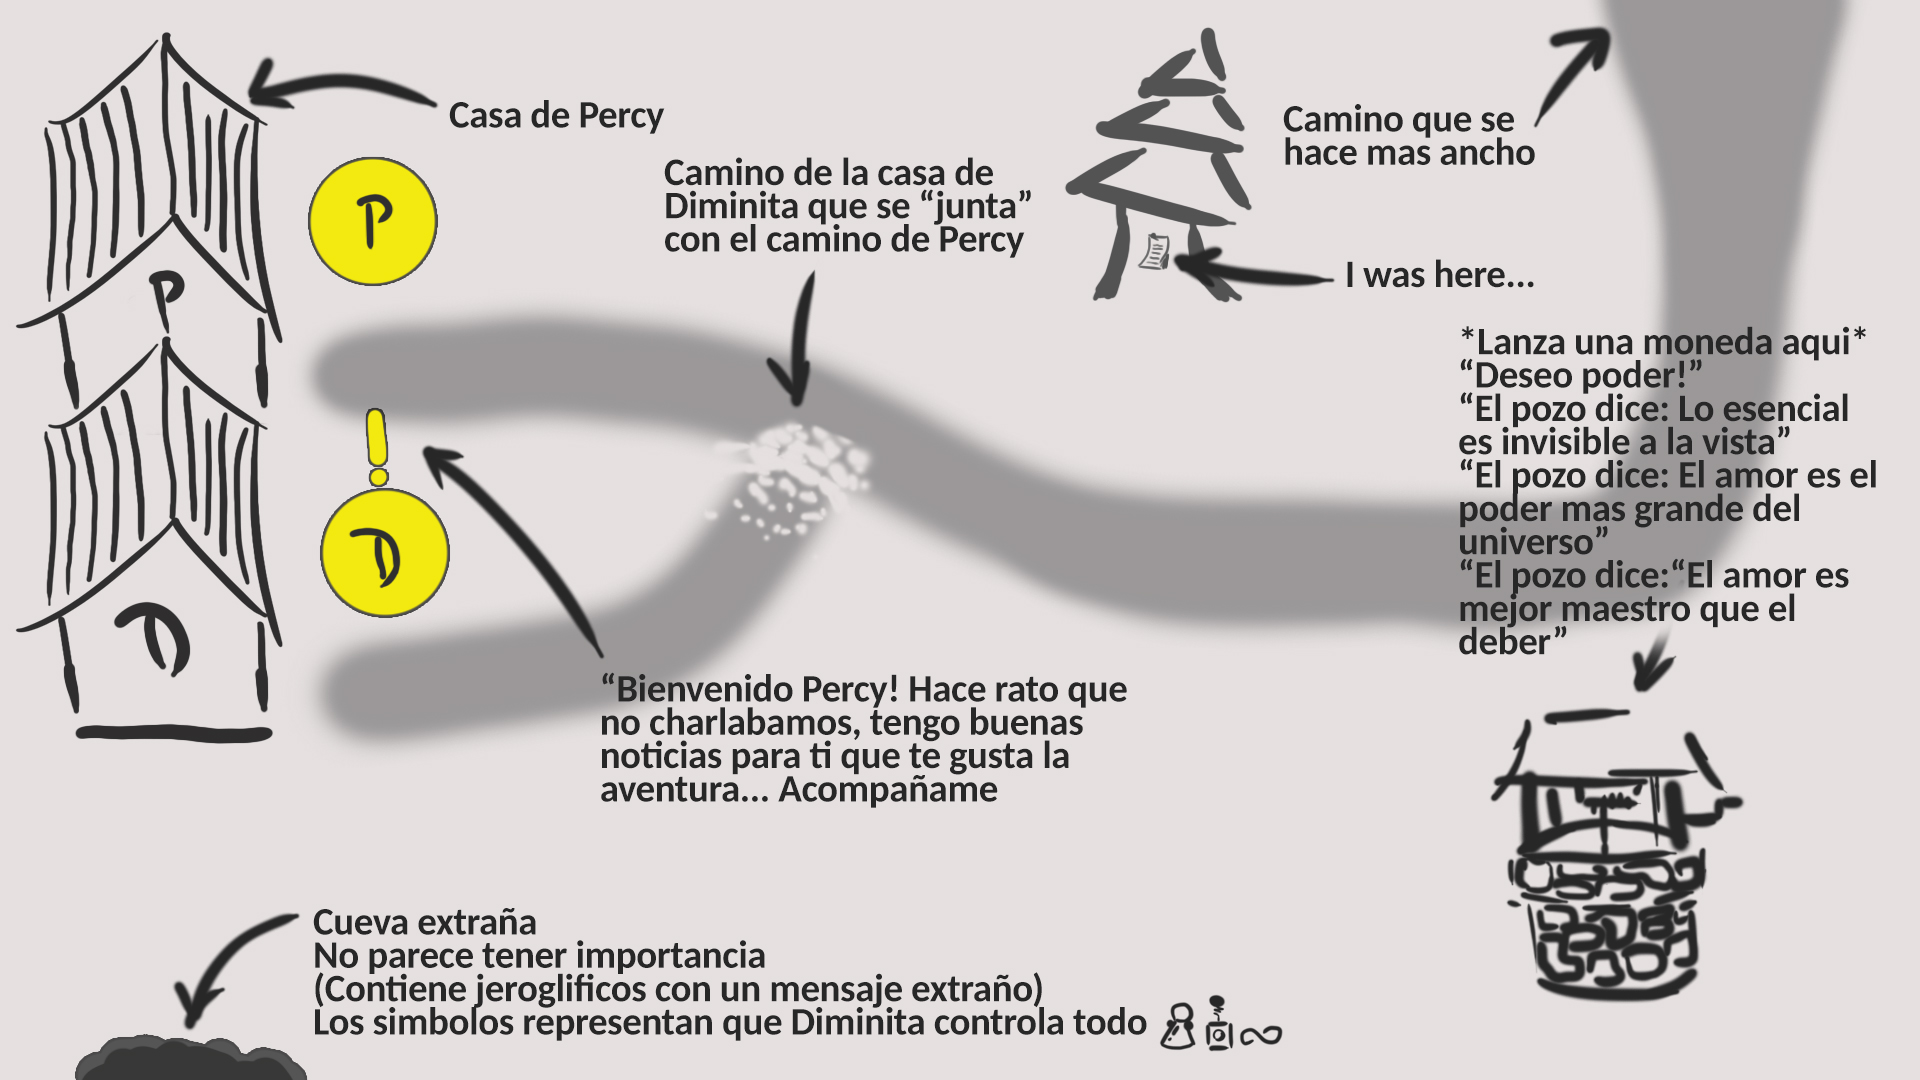 Casa de Percy
P
Camino de la casa de
Diminita que se “junta”
con el camino de Percy
Camino que se
hace mas ancho
I was here...
P
D
D
*Lanza una moneda aqui*
“Deseo poder!”
“El pozo dice: Lo esencial
es invisible a la vista”
“El pozo dice: El amor es el
poder mas grande del
universo”
“El pozo dice:“El amor es
mejor maestro que el
deber”
“Bienvenido Percy! Hace rato que
no charlabamos, tengo buenas
noticias para ti que te gusta la
aventura... Acompañame
Cueva extraña
No parece tener importancia
(Contiene jeroglificos con un mensaje extraño)
Los simbolos representan que Diminita controla todo